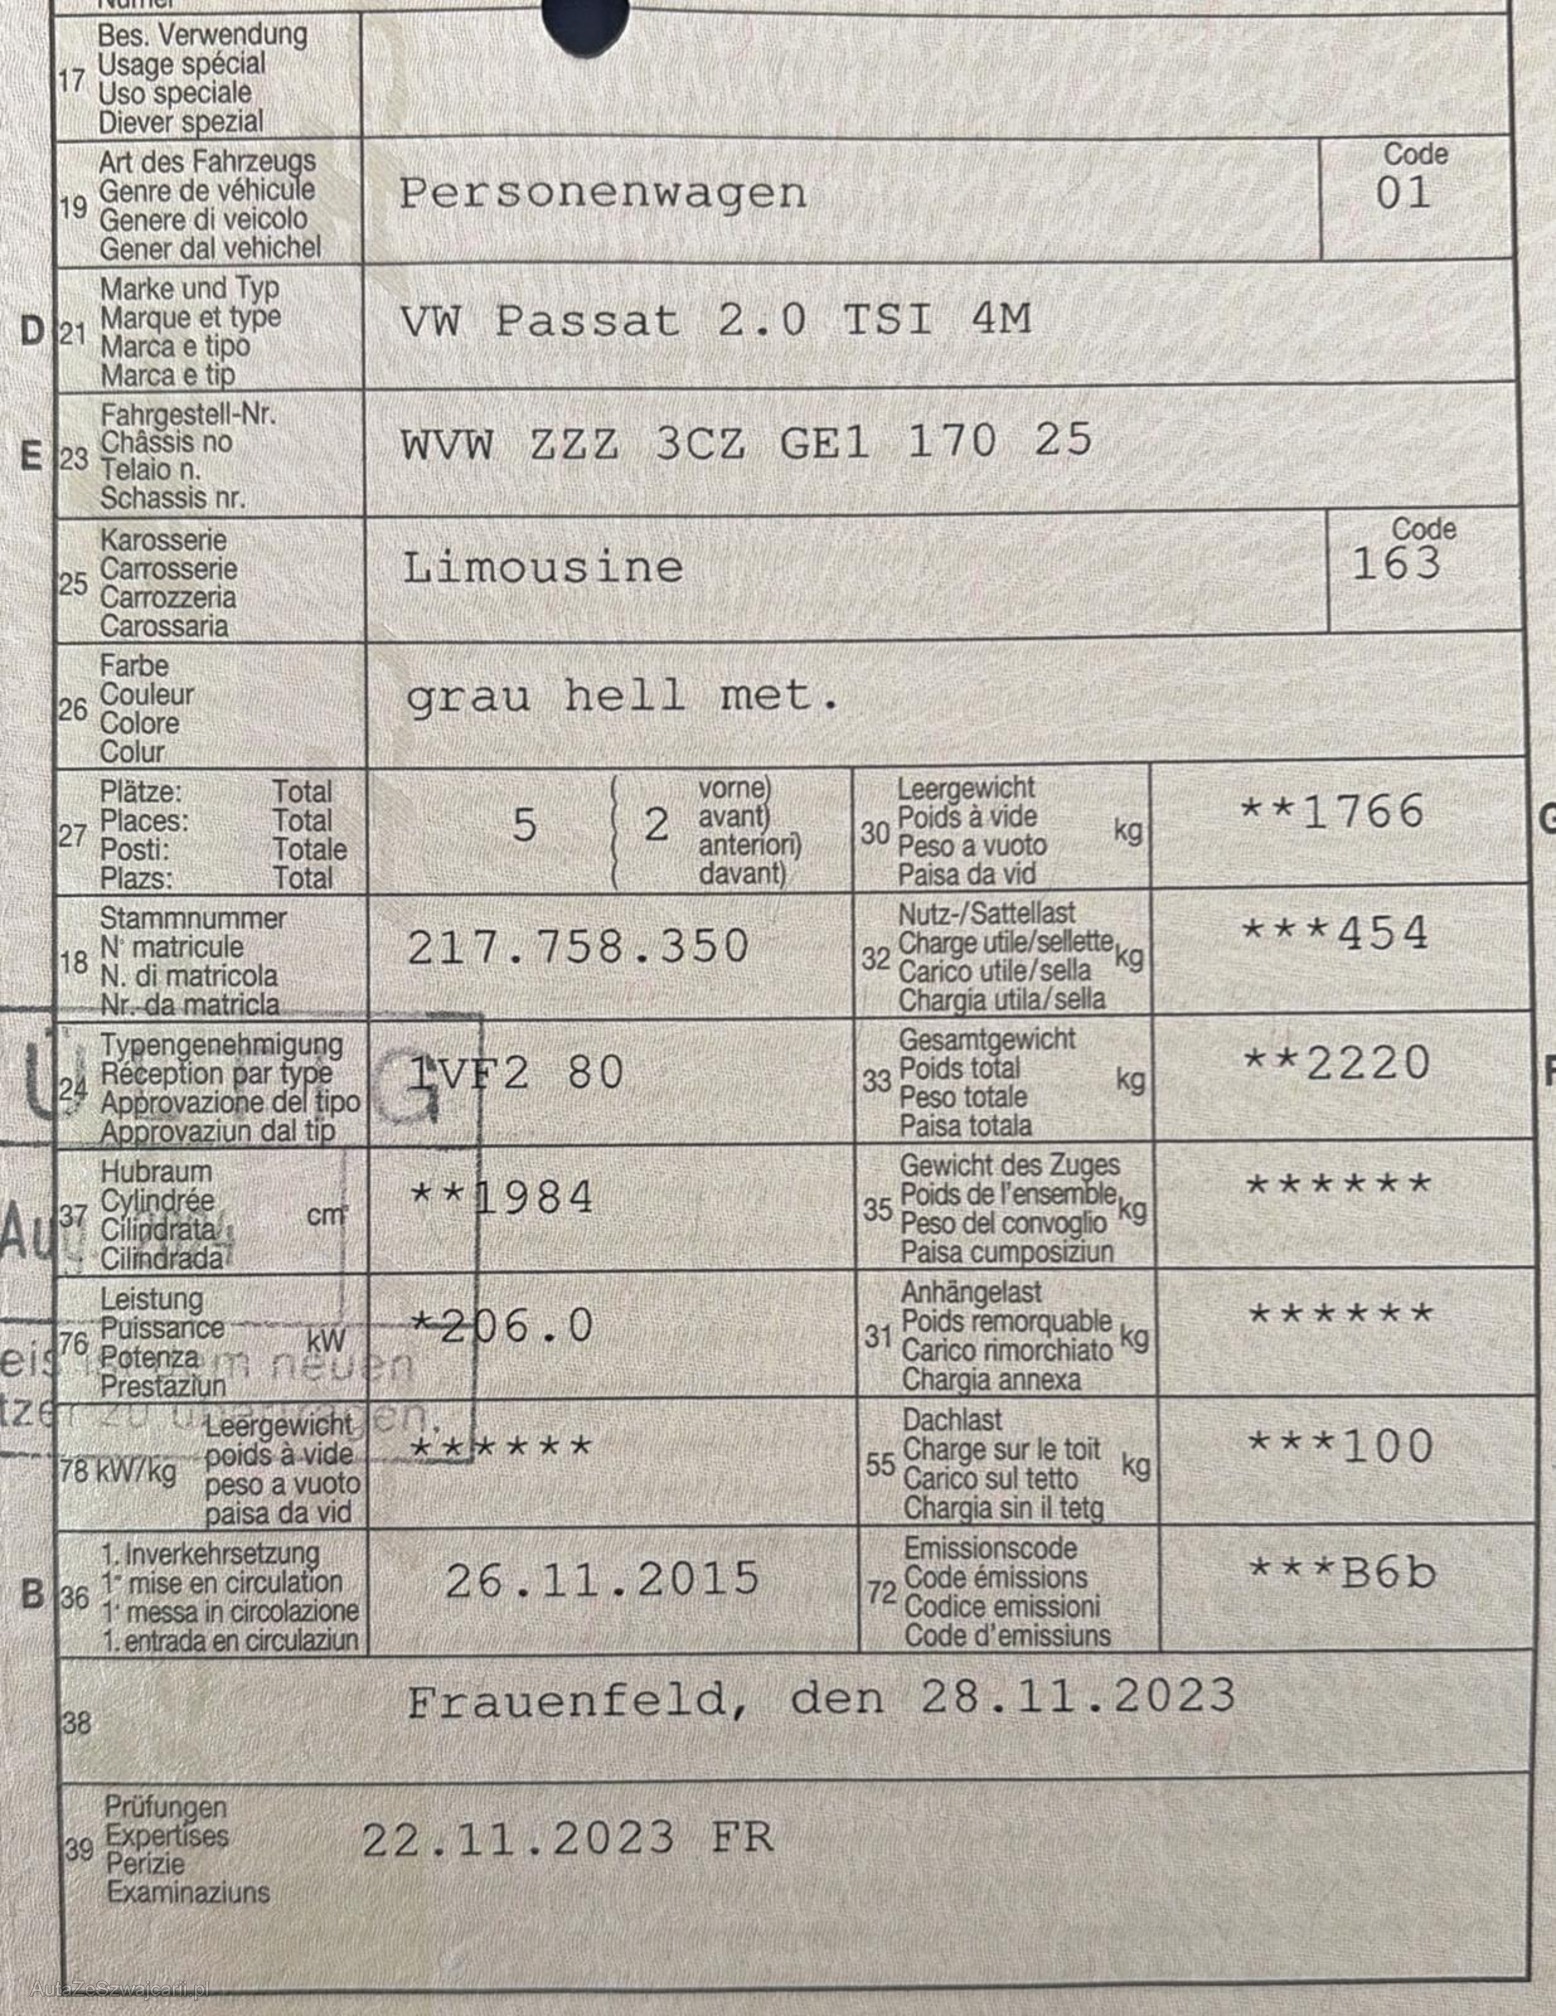 17 Bes. Verwendung
Usage spécial
Uso speciale
Diever spezial
19 Art des Fahrzeugs
Genre de véhicule
Genere di veicolo
Gener dal vehichel
Personenwagen
Code
01
D 21 Marke und Typ
Marque et type
Marca e tipo
Marca e tip
VW Passat 2.0 TSI 4M
E 23 Fahrgestell-Nr.
Châssis no
Telaio n.
Schassis nr.
WVW ZZZ 3CZ GE1 170 25
25 Karosserie
Carrosserie
Carrozzeria
Carossaria
Limousine
Code
163
26 Farbe
Couleur
Colore
Colur
grau hell met.
27 Plätze: Total
Places: Total
Posti: Totale
Plazs: Total
5 ( 2 vorne)
avant)
anteriori)
davant)
30 Leergewicht
Poids à vide
Peso a vuoto
Paisa da vid
kg
**1766
G
18 Stammnummer
N° matricule
N. di matricola
Nr. da matricla
217.758.350
32 Nutz-/Sattellast
Charge utile/sellette
Carico utile/sella
Chargia utila/sella
kg
***454
24 Typengenehmigung
Réception par type
Approvazione del tipo
Approvaziun dal tip
1VF2 80
33 Gesamtgewicht
Poids total
Peso totale
Paisa totala
kg
**2220
F
37 Hubraum
Cylindrée
Cilindrata
Cilindrada
cm³
**1984
35 Gewicht des Zuges
Poids de l'ensemble
Peso del convoglio
Paisa cumposiziun
kg
******
76 Leistung
Puissance
Potenza
Prestaziun
kW
*206.0
31 Anhängelast
Poids remorquable
Carico rimorchiato
Chargia annexa
kg
******
78 kW/kg Leergewicht
poids à vide
peso a vuoto
paisa da vid
******
55 Dachlast
Charge sur le toit
Carico sul tetto
Chargia sin il tetg
kg
***100
B 36 1. Inverkehrsetzung
1ʳ mise en circulation
1ʳ messa in circolazione
1. entrada en circulaziun
26.11.2015
72 Emissionscode
Code émissions
Codice emissioni
Code d'emissiuns
***B6b
38 Frauenfeld, den 28.11.2023
39 Prüfungen
Expertises
Perizie
Examinaziuns
22.11.2023 FR
AutaZeSzwajcarii.pl